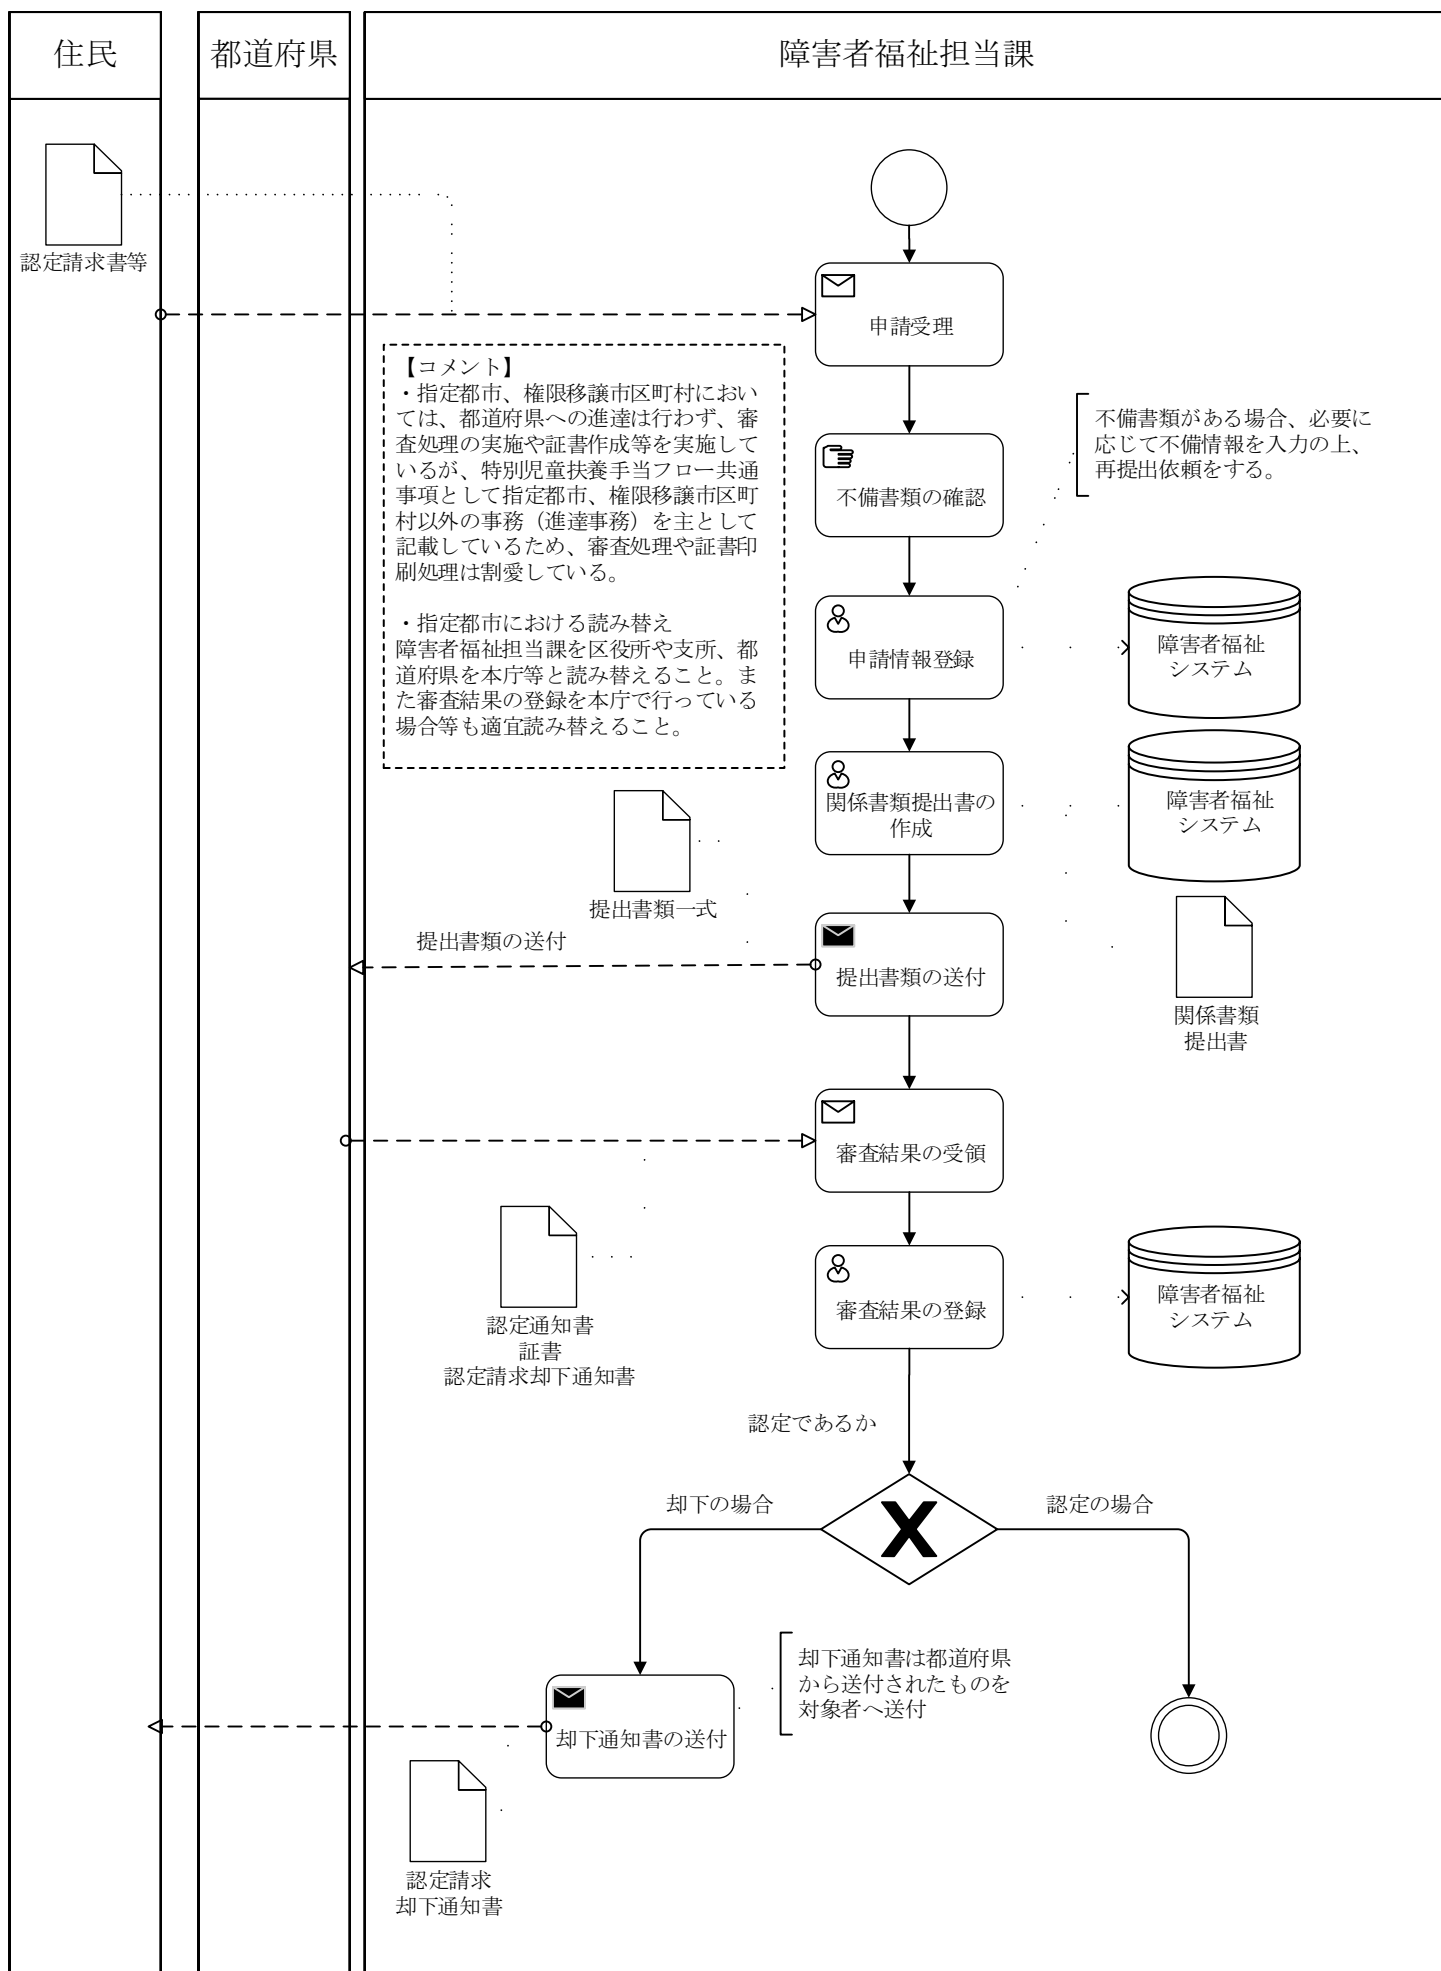 住民
都道府県
障害者福祉担当課
認定請求書等
申請受理
【コメント】
・指定都市、権限移譲市区町村におい
ては、都道府県への進達は行わず、審
査処理の実施や証書作成等を実施して
いるが、特別児童扶養手当フロー共通
事項として指定都市、権限移譲市区町
村以外の事務（進達事務）を主として
記載しているため、審査処理や証書印
刷処理は割愛している。
・指定都市における読み替え
障害者福祉担当課を区役所や支所、都
道府県を本庁等と読み替えること。ま
た審査結果の登録を本庁で行っている
場合等も適宜読み替えること。
不備書類がある場合、必要に
応じて不備情報を入力の上、
再提出依頼をする。
不備書類の確認
申請情報登録
障害者福祉
システム
関係書類提出書の
作成
障害者福祉
システム
提出書類一式
提出書類の送付
提出書類の送付
関係書類
提出書
審査結果の受領
認定通知書
証書
認定請求却下通知書
審査結果の登録
障害者福祉
システム
認定であるか
却下の場合
認定の場合
却下通知書は都道府県
から送付されたものを
対象者へ送付
却下通知書の送付
認定請求
却下通知書